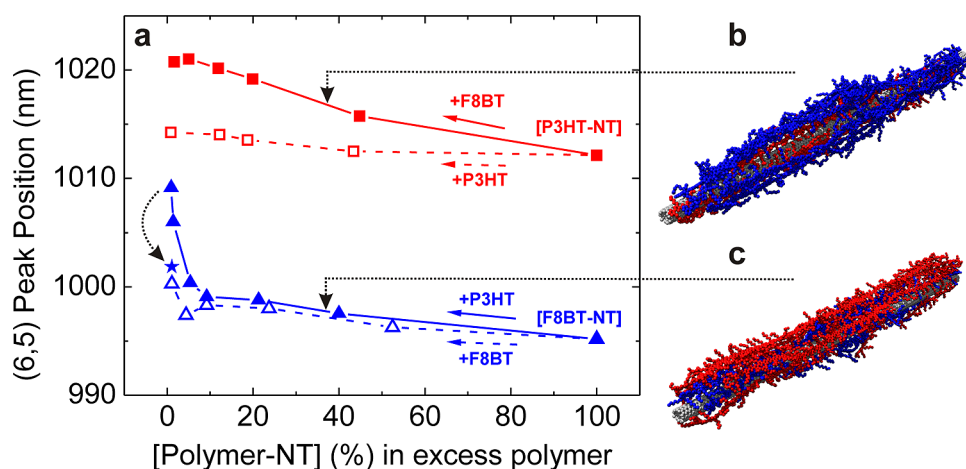 a
b
1020
+F8BT
[P3HT-NT]
+P3HT
1010
c
1000
+P3HT
[F8BT-NT]
+F8BT
990
0 20 40 60 80 100
[Polymer-NT] (%) in excess polymer
(6,5) Peak Position (nm)